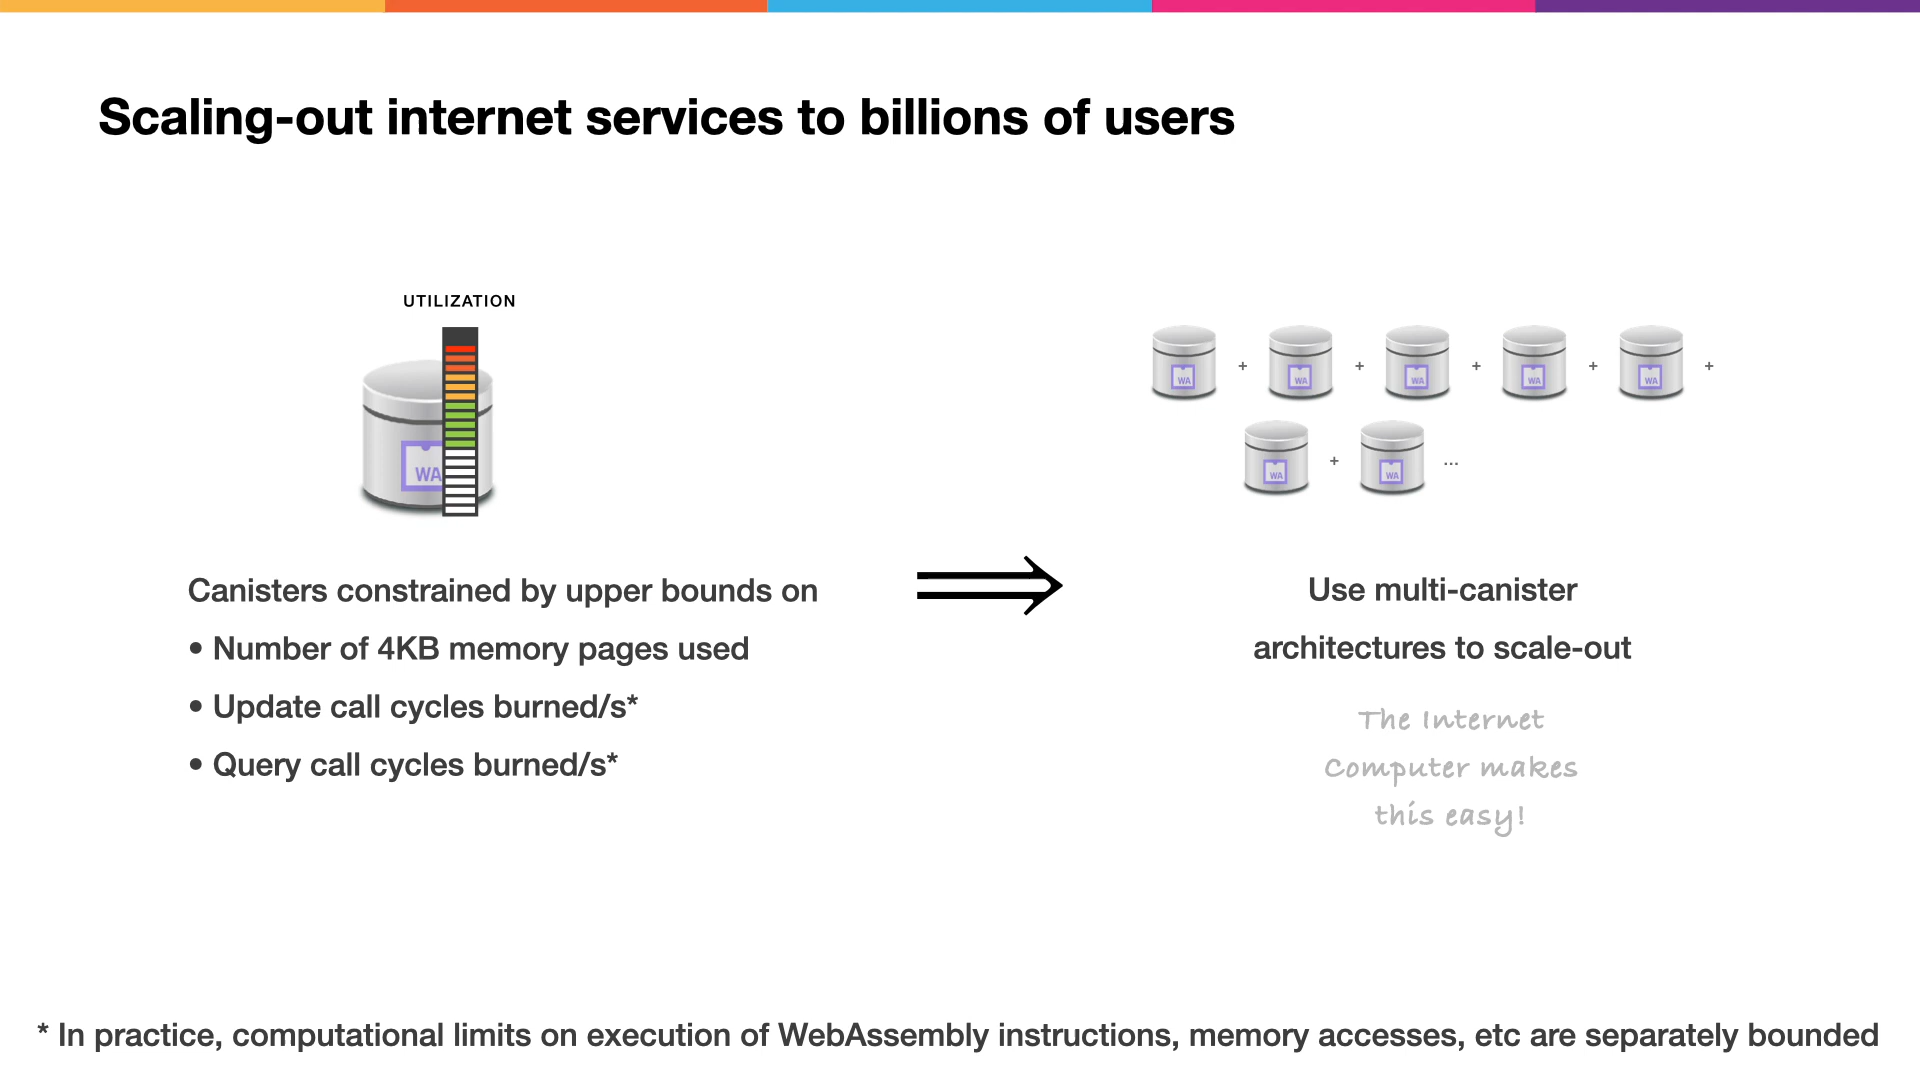 Scaling-out internet services to billions of users
UTILIZATION
WA
WA + WA + WA + WA + WA +
WA + WA ...
Canisters constrained by upper bounds on
• Number of 4KB memory pages used
• Update call cycles burned/s*
• Query call cycles burned/s*
Use multi-canister
architectures to scale-out
The Internet
Computer makes
this easy!
* In practice, computational limits on execution of WebAssembly instructions, memory accesses, etc are separately bounded